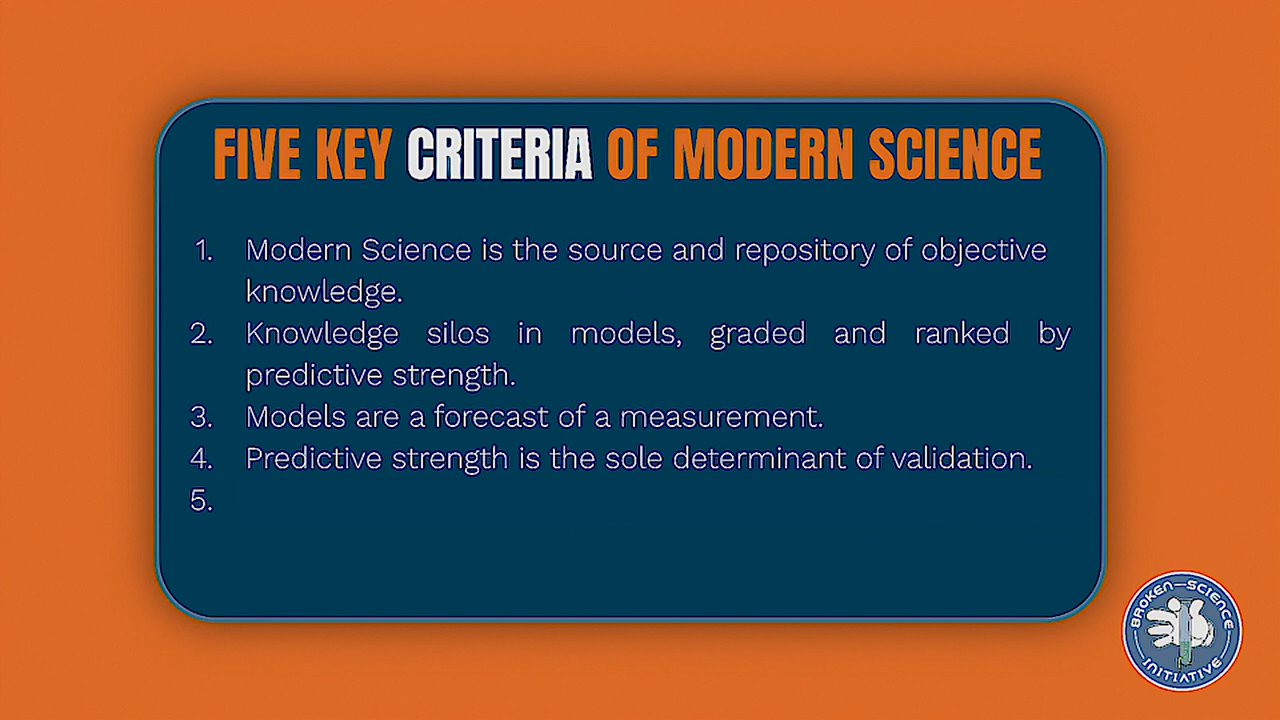 FIVE KEY CRITERIA OF MODERN SCIENCE
1. Modern Science is the source and repository of objective
knowledge.
2. Knowledge silos in models, graded and ranked by
predictive strength.
3. Models are a forecast of a measurement.
4. Predictive strength is the sole determinant of validation.
5.
BROKEN—SCIENCE
INITIATIVE